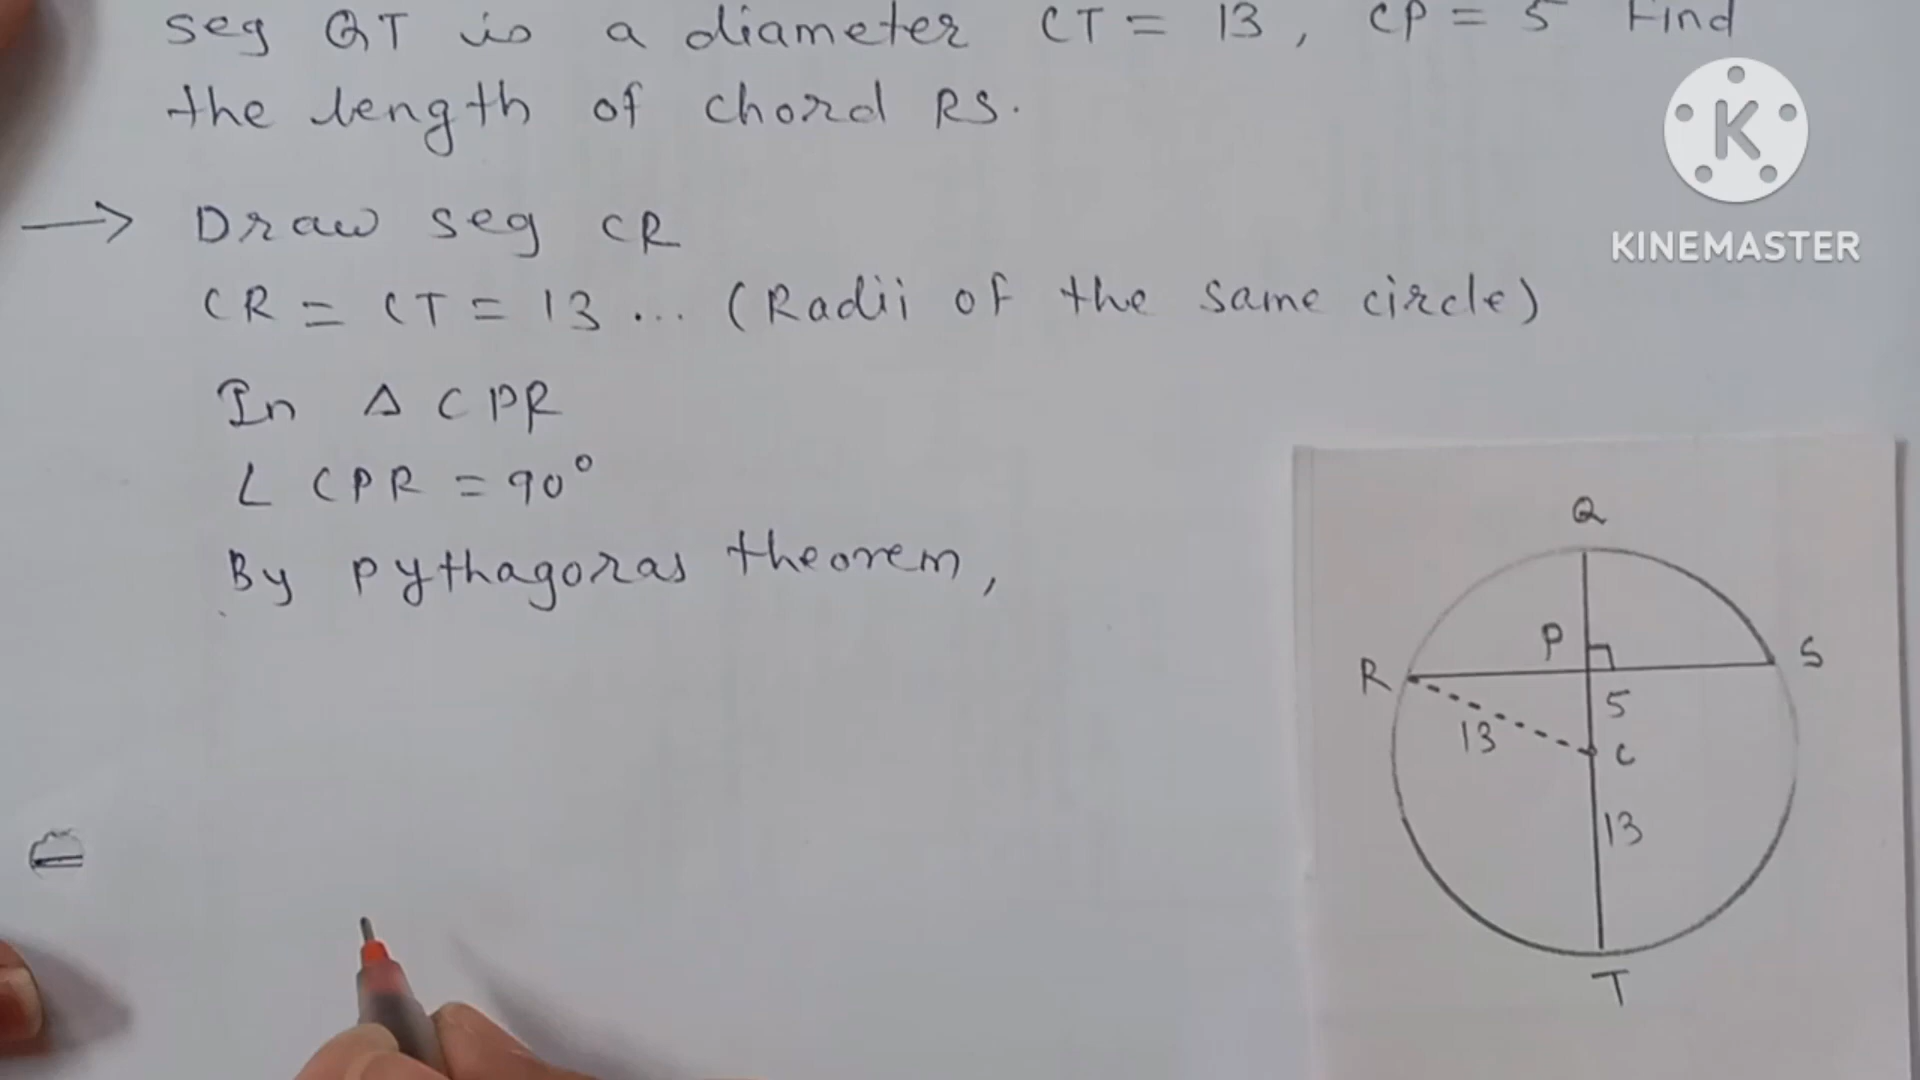 seg QT is a diameter CT = 13, CP = 5 Find
the length of chord RS.
K
KINEMASTER
→ Draw seg CR
CR = CT = 13 ... (Radii of the same circle)
In Δ CPR
∠ CPR = 90°
By pythagoras theorem,
Q
P
S
R
5
13
C
13
T